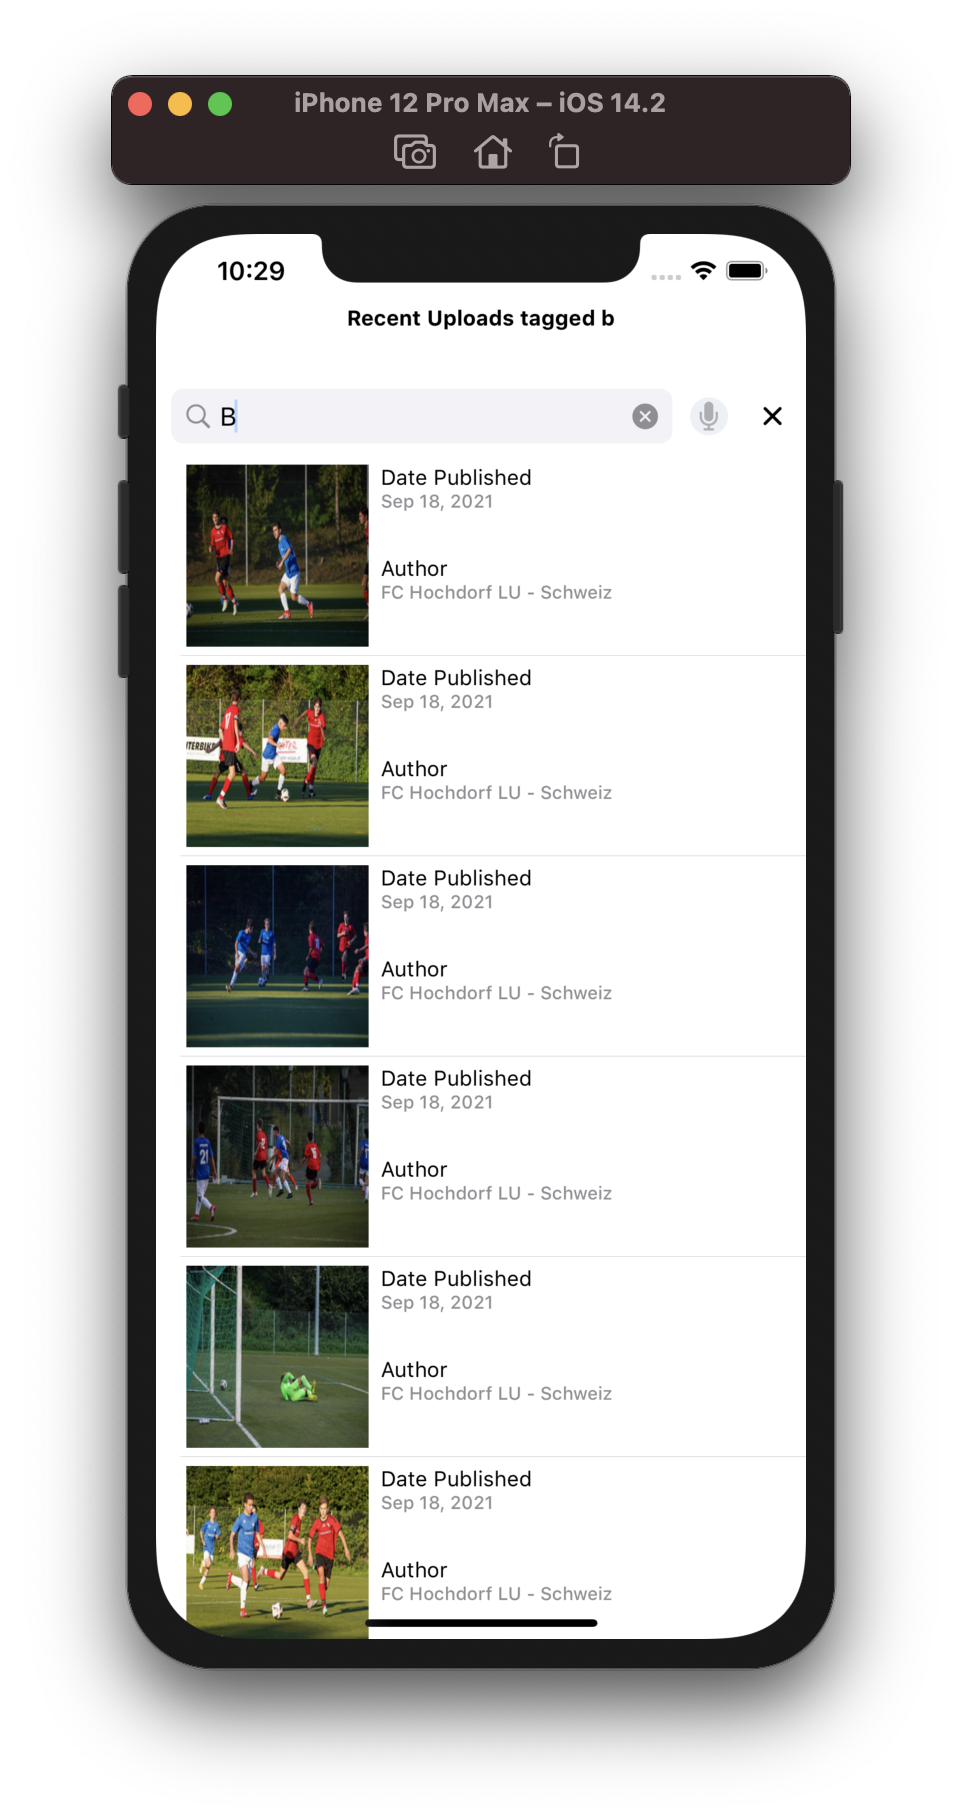 iPhone 12 Pro Max – iOS 14.2
10:29
Recent Uploads tagged b
B
Date Published
Sep 18, 2021
Author
FC Hochdorf LU - Schweiz
Date Published
Sep 18, 2021
Author
FC Hochdorf LU - Schweiz
Date Published
Sep 18, 2021
Author
FC Hochdorf LU - Schweiz
21
Date Published
Sep 18, 2021
Author
FC Hochdorf LU - Schweiz
Date Published
Sep 18, 2021
Author
FC Hochdorf LU - Schweiz
Date Published
Sep 18, 2021
Author
FC Hochdorf LU - Schweiz